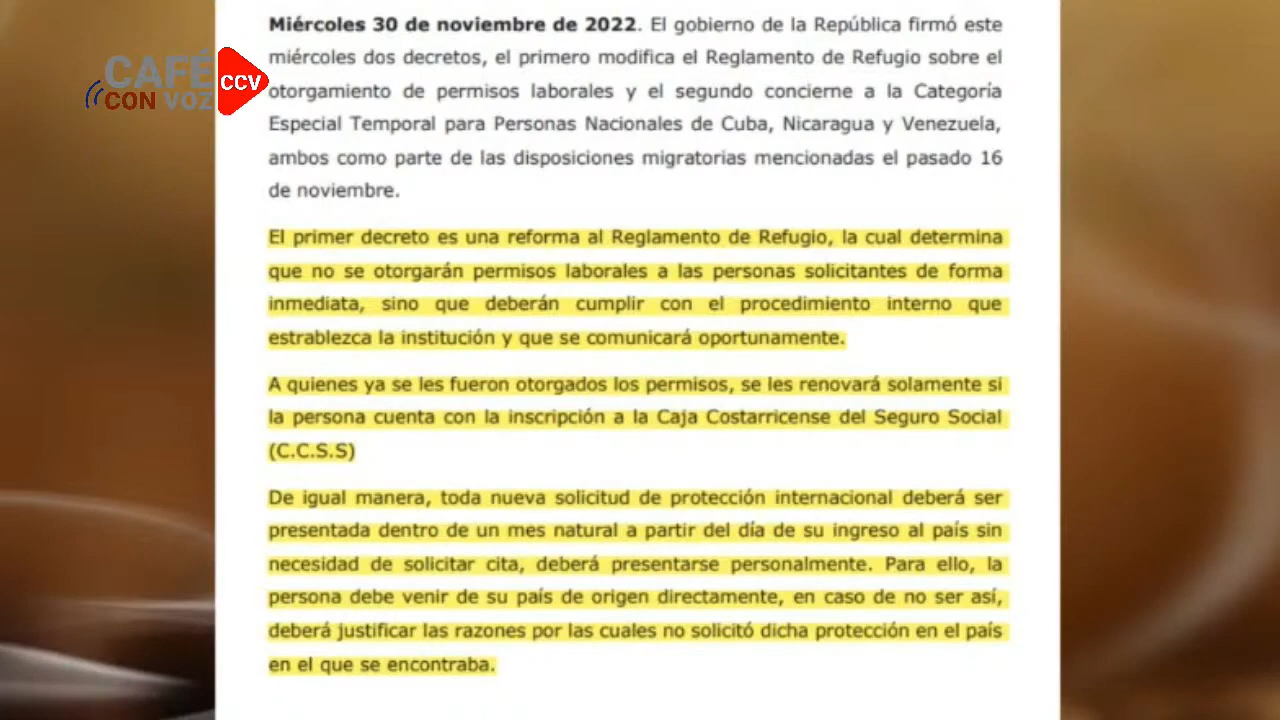 CAFÉ
CON VOZ
CCV
Miércoles 30 de noviembre de 2022. El gobierno de la República firmó este
miércoles dos decretos, el primero modifica el Reglamento de Refugio sobre el
otorgamiento de permisos laborales y el segundo concierne a la Categoría
Especial Temporal para Personas Nacionales de Cuba, Nicaragua y Venezuela,
ambos como parte de las disposiciones migratorias mencionadas el pasado 16
de noviembre.
El primer decreto es una reforma al Reglamento de Refugio, la cual determina
que no se otorgarán permisos laborales a las personas solicitantes de forma
inmediata, sino que deberán cumplir con el procedimiento interno que
estrablezca la institución y que se comunicará oportunamente.
A quienes ya se les fueron otorgados los permisos, se les renovará solamente si
la persona cuenta con la inscripción a la Caja Costarricense del Seguro Social
(C.C.S.S)
De igual manera, toda nueva solicitud de protección internacional deberá ser
presentada dentro de un mes natural a partir del día de su ingreso al país sin
necesidad de solicitar cita, deberá presentarse personalmente. Para ello, la
persona debe venir de su país de origen directamente, en caso de no ser así,
deberá justificar las razones por las cuales no solicitó dicha protección en el país
en el que se encontraba.